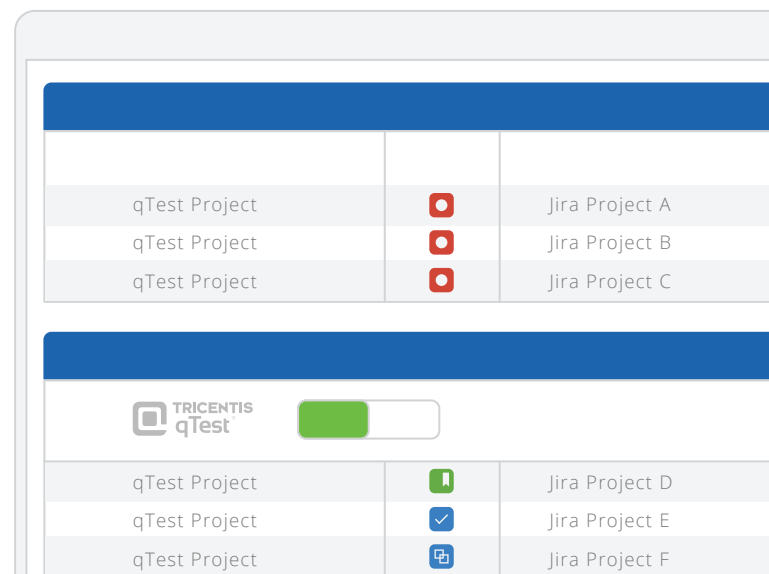 qTest Project Jira Project A
qTest Project Jira Project B
qTest Project Jira Project C
TRICENTIS
qTest
qTest Project Jira Project D
qTest Project Jira Project E
qTest Project Jira Project F